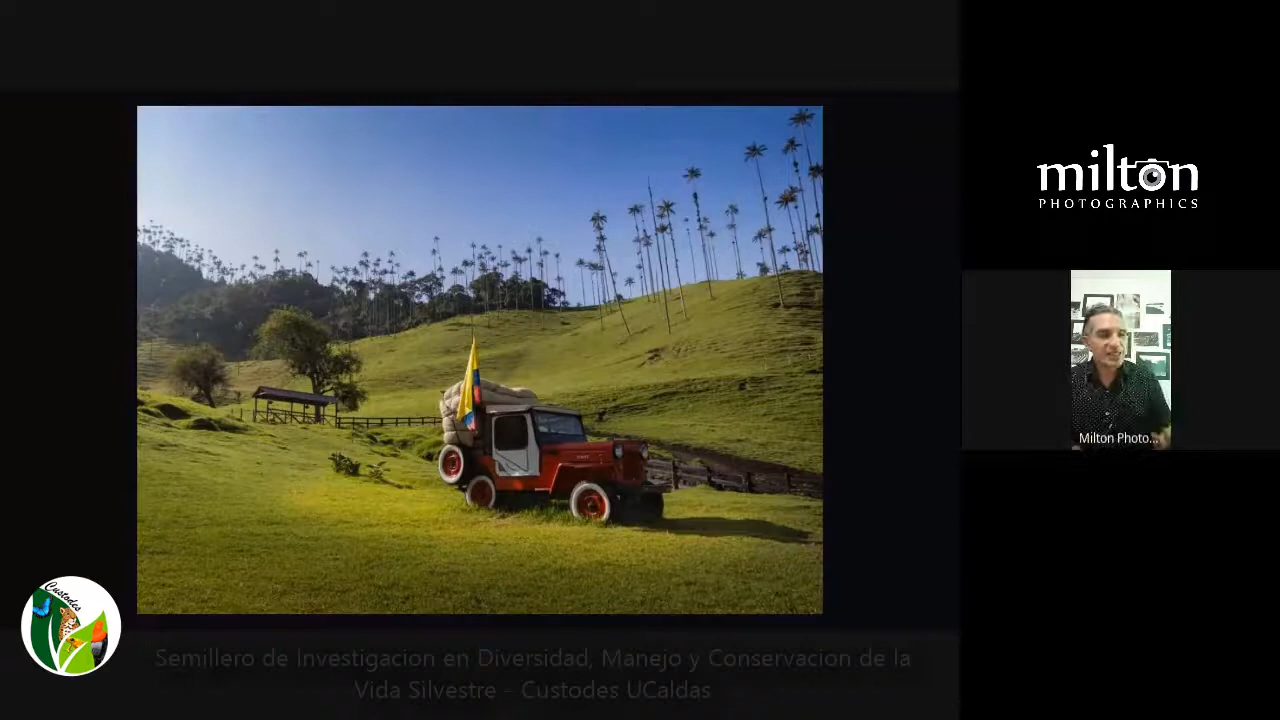 milton
PHOTOGRAPHICS
Milton Photo...
Custodes
Semillero de Investigacion en Diversidad, Manejo y Conservacion de la
Vida Silvestre - Custodes UCaldas